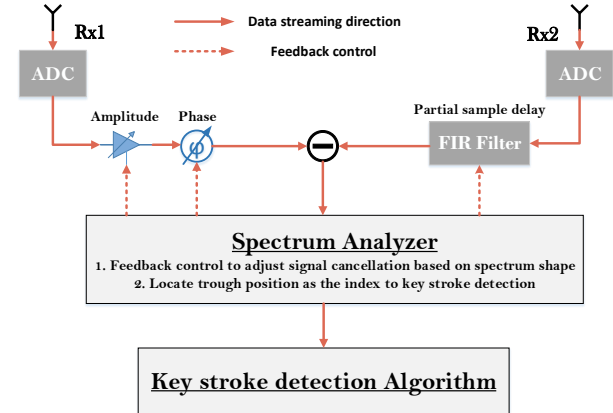 Rx1
Data streaming direction
Rx2
Feedback control
ADC
ADC
Amplitude
Phase
Partial sample delay
φ
FIR Filter
Spectrum Analyzer
1. Feedback control to adjust signal cancellation based on spectrum shape
2. Locate trough position as the index to key stroke detection
Key stroke detection Algorithm